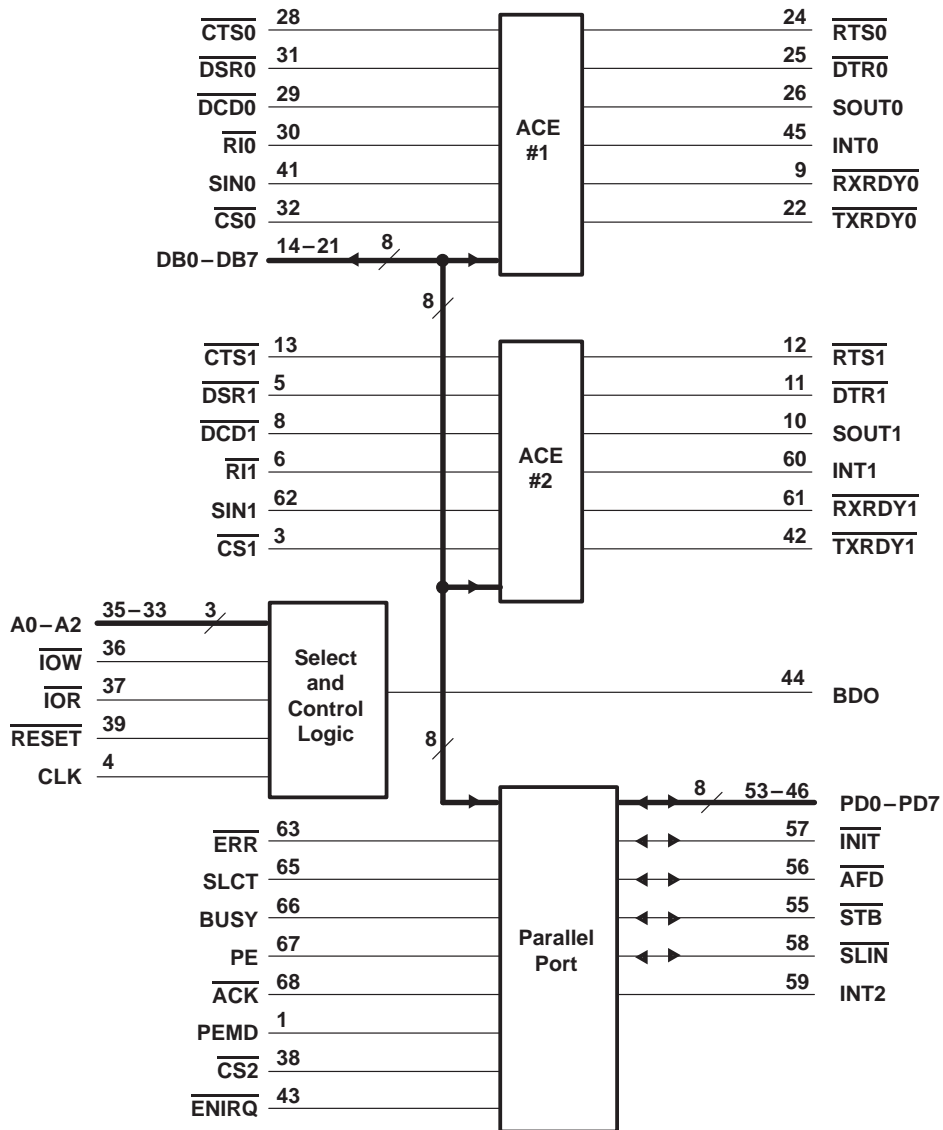 CTS0 28 24 RTS0
DSR0 31 25 DTR0
DCD0 29 26 SOUT0
RI0 30 45 INT0
SIN0 41 9 RXRDY0
CS0 32 22 TXRDY0
ACE
#1
DB0–DB7 14–21 8
8
CTS1 13 12 RTS1
DSR1 5 11 DTR1
DCD1 8 10 SOUT1
RI1 6 60 INT1
SIN1 62 61 RXRDY1
CS1 3 42 TXRDY1
ACE
#2
A0–A2 35–33 3
IOW 36
IOR 37
RESET 39
CLK 4
Select
and
Control
Logic
44 BDO
8
8 53–46 PD0–PD7
ERR 63 57 INIT
SLCT 65 56 AFD
BUSY 66 55 STB
PE 67 58 SLIN
ACK 68 59 INT2
PEMD 1
CS2 38
ENIRQ 43
Parallel
Port